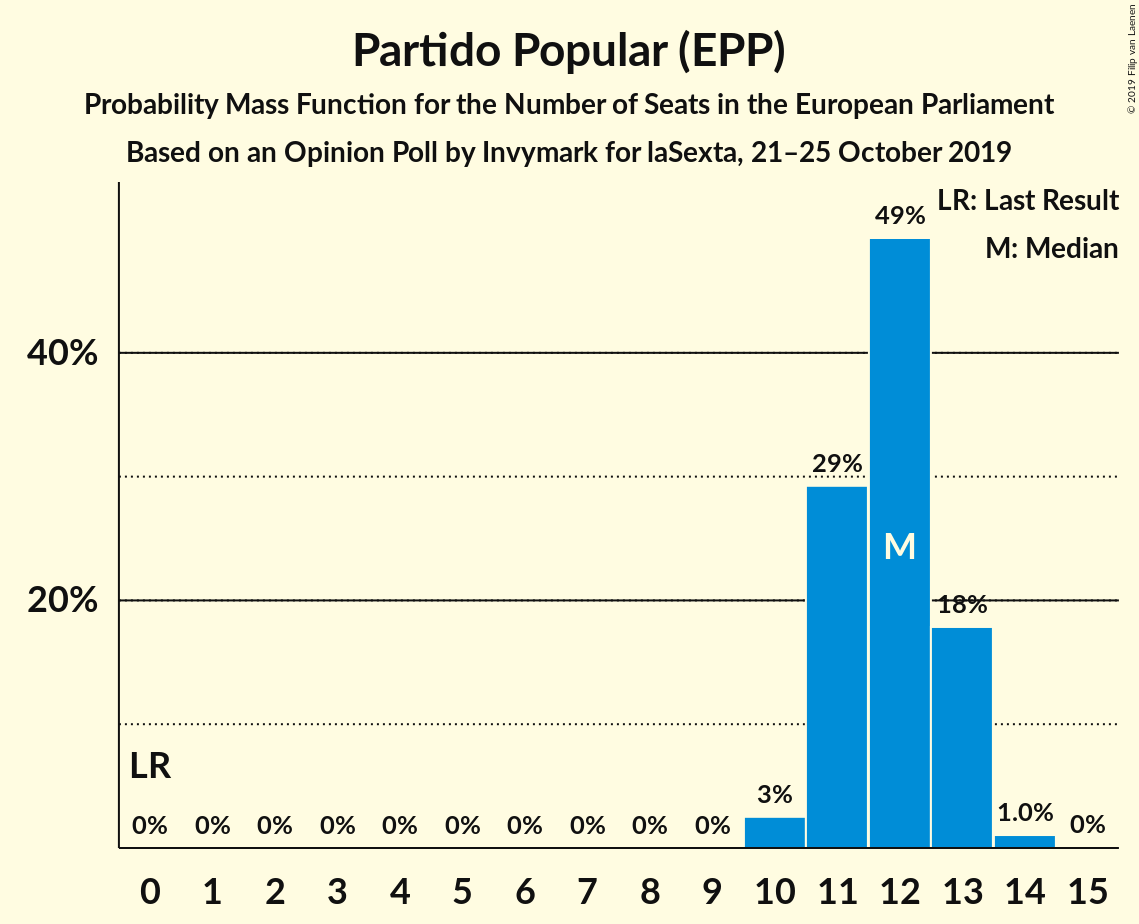 Partido Popular (EPP)
Probability Mass Function for the Number of Seats in the European Parliament
Based on an Opinion Poll by Invymark for laSexta, 21–25 October 2019
© 2019 Filip van Laenen
LR: Last Result
M: Median
49%
40%
29%
M
20%
18%
LR
0% 0% 0% 0% 0% 0% 0% 0% 0% 0% 3% 1.0% 0%
0 1 2 3 4 5 6 7 8 9 10 11 12 13 14 15